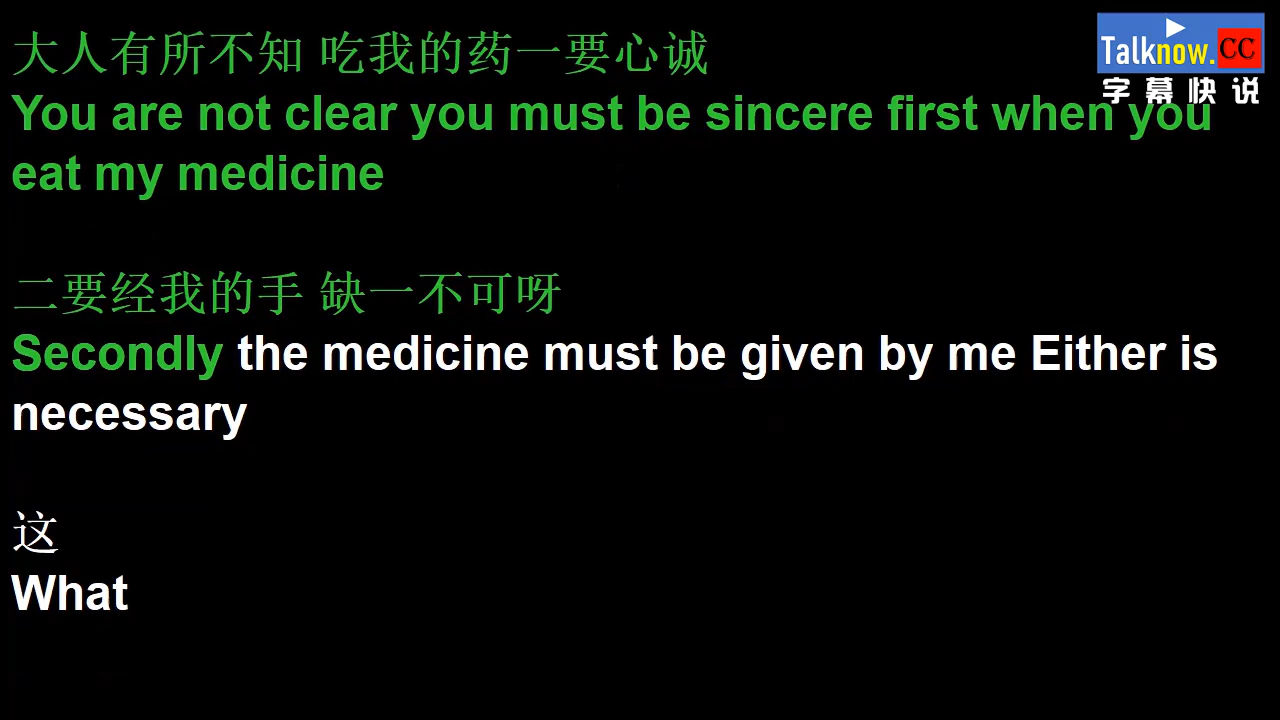 大人有所不知 吃我的药一要心诚
You are not clear you must be sincere first when you
eat my medicine
二要经我的手 缺一不可呀
Secondly the medicine must be given by me Either is
necessary
这
What
Talknow.CC
字幕快说